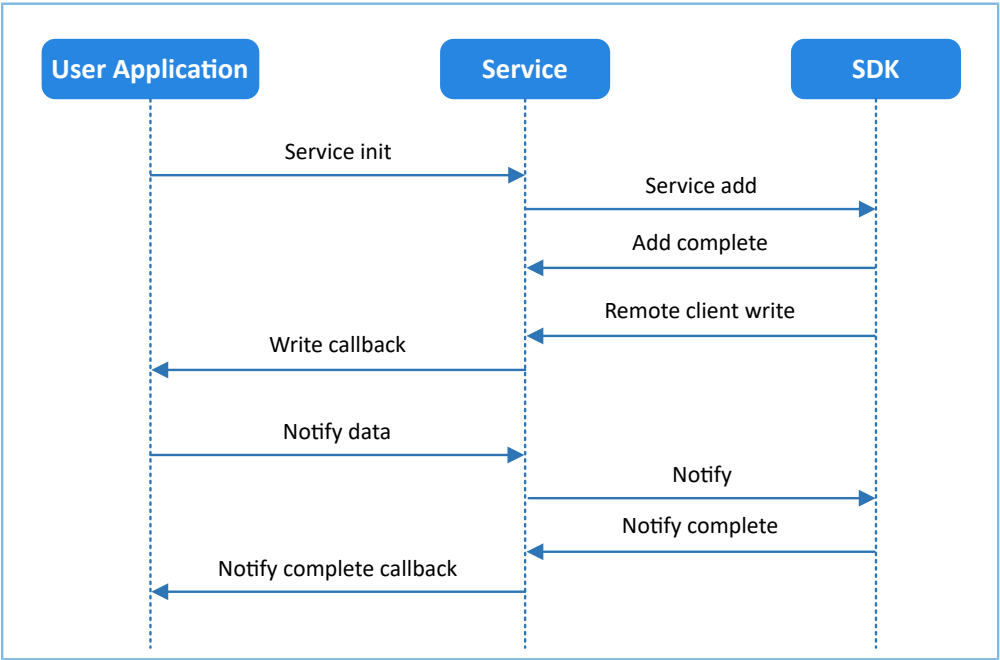 User Application
Service
SDK
Service init
Service add
Add complete
Remote client write
Write callback
Notify data
Notify
Notify complete
Notify complete callback